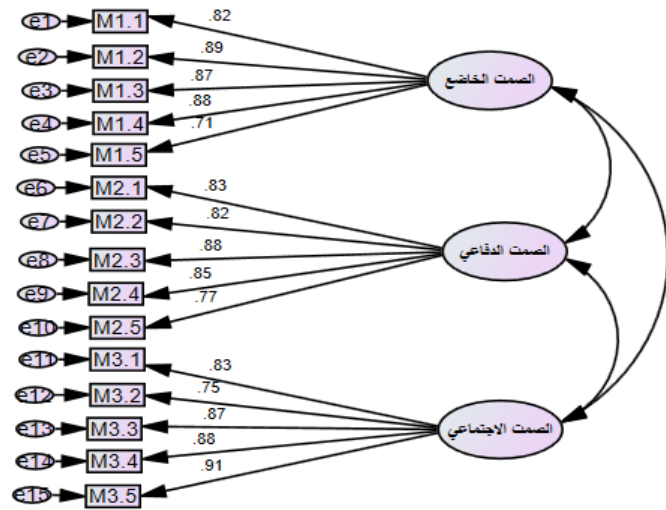 e1 M1.1 .82
e2 M1.2 .89
e3 M1.3 .87
e4 M1.4 .88
e5 M1.5 .71
الصمت الخاضع
e6 M2.1 .83
e7 M2.2 .82
e8 M2.3 .88
e9 M2.4 .85
e10 M2.5 .77
الصمت الدفاعي
e11 M3.1 .83
e12 M3.2 .75
e13 M3.3 .87
e14 M3.4 .88
e15 M3.5 .91
الصمت الاجتماعي